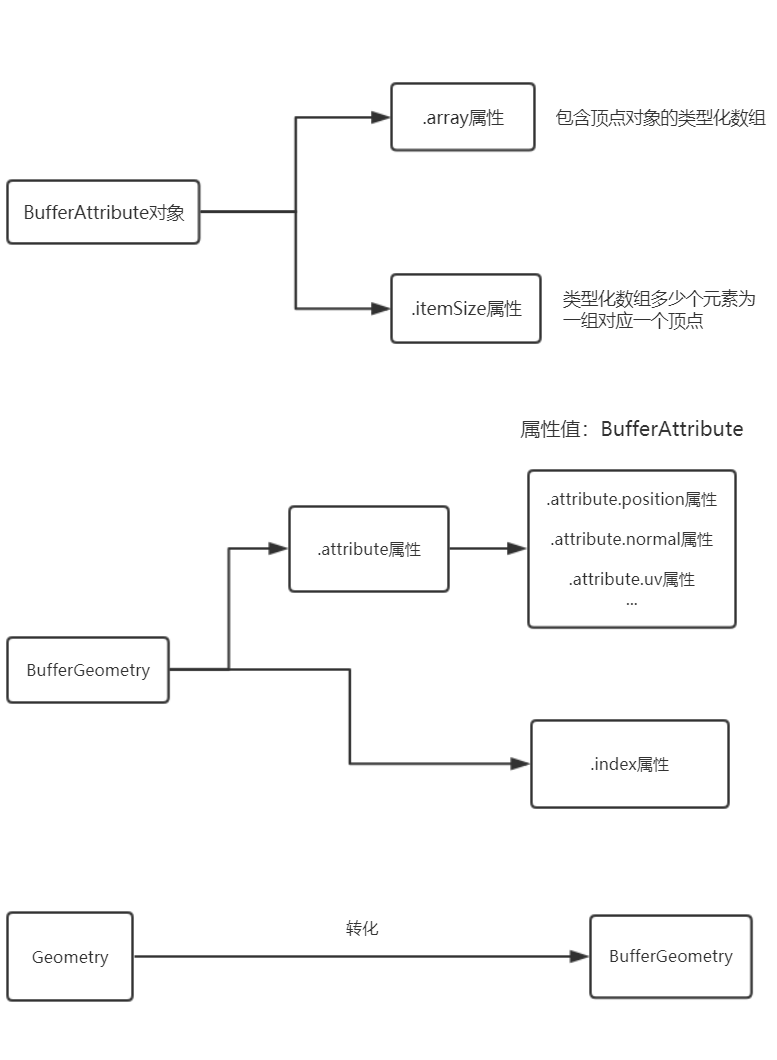 .array属性
包含顶点对象的类型化数组
BufferAttribute对象
.itemSize属性
类型化数组多少个元素为
一组对应一个顶点
属性值：BufferAttribute
.attribute.position属性
.attribute属性
.attribute.normal属性
.attribute.uv属性
...
BufferGeometry
.index属性
转化
Geometry
BufferGeometry